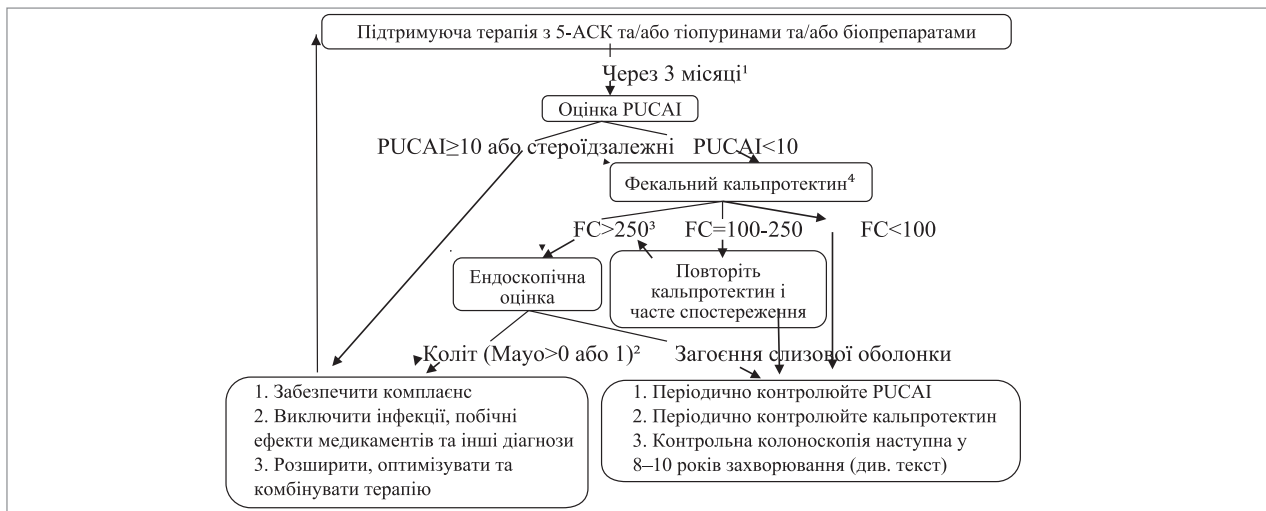 Підтримуюча терапія з 5-АСК та/або тіопуринами та/або біопрепаратами
Через 3 місяці¹
Оцінка PUCAI
PUCAI≥10 або стероїдзалежні
PUCAI<10
Фекальний кальпротектин⁴
FC>250³
FC=100-250
FC<100
Ендоскопічна
оцінка
Повторіть
кальпротектин і
часте спостереження
Коліт (Mayo>0 або 1)²
Загоєння слизової оболонки
1. Забезпечити комплаєнс
2. Виключити інфекції, побічні
ефекти медикаментів та інші діагнози
3. Розширити, оптимізувати та
комбінувати терапію
1. Періодично контролюйте PUCAI
2. Періодично контролюйте кальпротектин
3. Контрольна колоноскопія наступна у
8–10 років захворювання (див. текст)